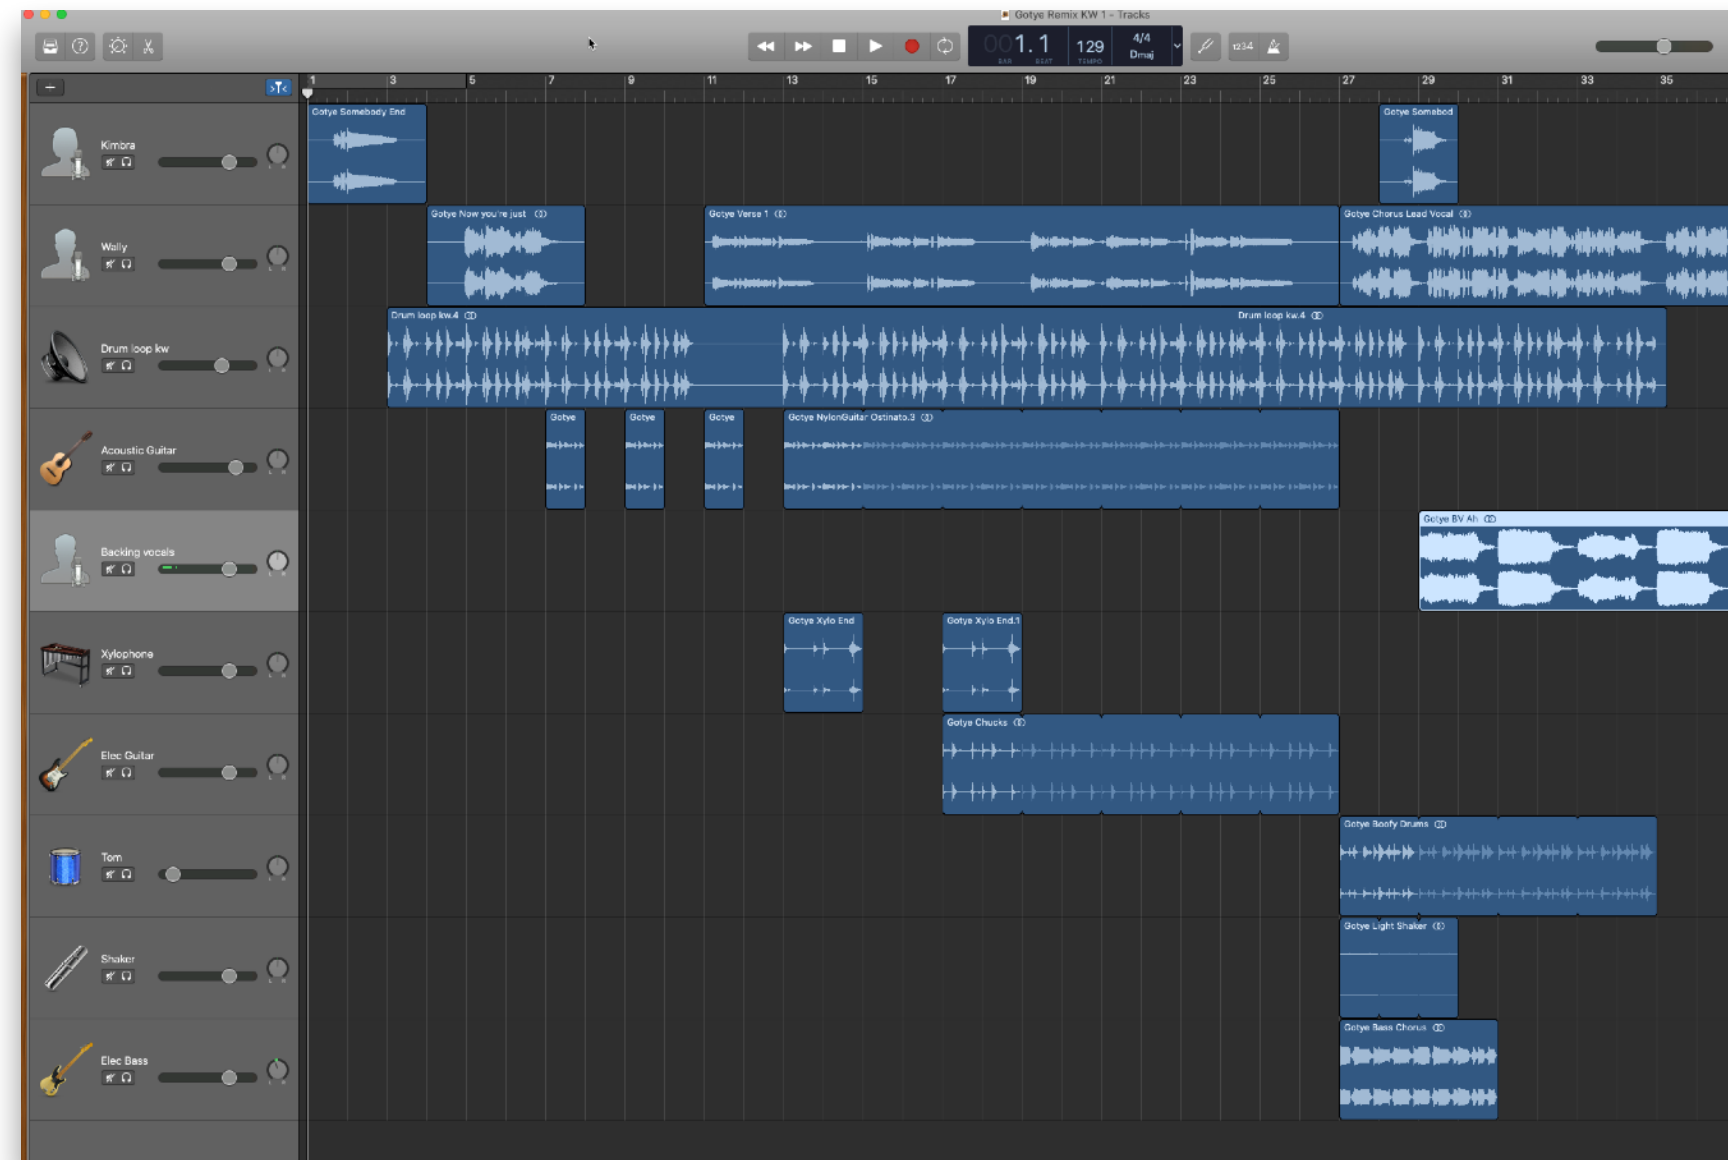 Gotye Remix KW 1 - Tracks
001.1
129
4/4
Dmaj
BAR
BEAT
TEMPO
1234
1 3 5 7 9 11 13 15 17 19 21 23 25 27 29 31 33 35
Kimbra
Gotye Somebody End
Gotye Somebod
Wally
Gotye Now you're just
Gotye Verse 1
Gotye Chorus Lead Vocal
Drum loop kw
Drum loop kw.4
Drum loop kw.4
Acoustic Guitar
Gotye
Gotye
Gotye
Gotye NylonGuitar Ostinato.3
Backing vocals
Gotye BV Ah
Xylophone
Gotye Xylo End
Gotye Xylo End.1
Elec Guitar
Gotye Chucks
Tom
Gotye Boofy Drums
Shaker
Gotye Light Shaker
Elec Bass
Gotye Bass Chorus